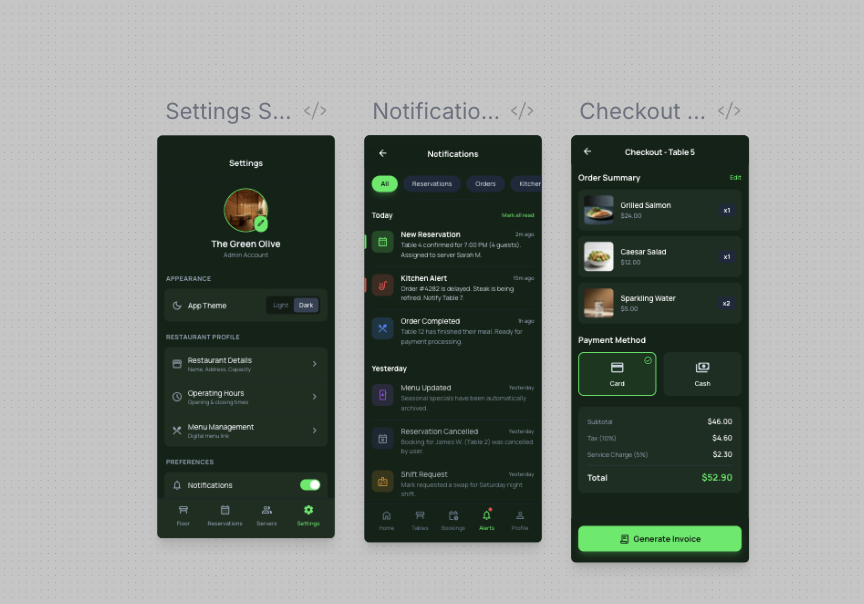 Settings S... </>
Settings
The Green Olive
Admin Account
APPEARANCE
App Theme
Light Dark
RESTAURANT PROFILE
Restaurant Details
Name, Address, Capacity
Operating Hours
Opening & closing times
Menu Management
Digital menu link
PREFERENCES
Notifications
Floor Reservations Servers Settings
Notificatio... </>
Notifications
All Reservations Orders Kitchen
Today Mark all read
New Reservation 2m ago
Table 4 confirmed for 7:00 PM (4 guests).
Assigned to server Sarah M.
Kitchen Alert 15m ago
Order #4282 is delayed. Steak is being
refired. Notify Table 7.
Order Completed 1h ago
Table 12 has finished their meal. Ready for
payment processing.
Yesterday
Menu Updated Yesterday
Seasonal specials have been automatically
archived.
Reservation Cancelled Yesterday
Booking for James W. (Table 2) was cancelled
by user.
Shift Request Yesterday
Mark requested a swap for Saturday night
shift.
Home Tables Bookings Alerts Profile
Checkout ... </>
Checkout - Table 5
Order Summary Edit
Grilled Salmon
$24.00
x1
Caesar Salad
$12.00
x1
Sparkling Water
$5.00
x2
Payment Method
Card Cash
Subtotal $46.00
Tax (10%) $4.60
Service Charge (5%) $2.30
Total $52.90
Generate Invoice